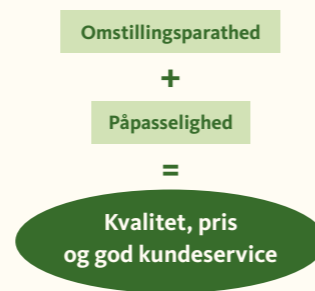 Omstillingsparathed
+
Påpasselighed
=
Kvalitet, pris
og god kundeservice